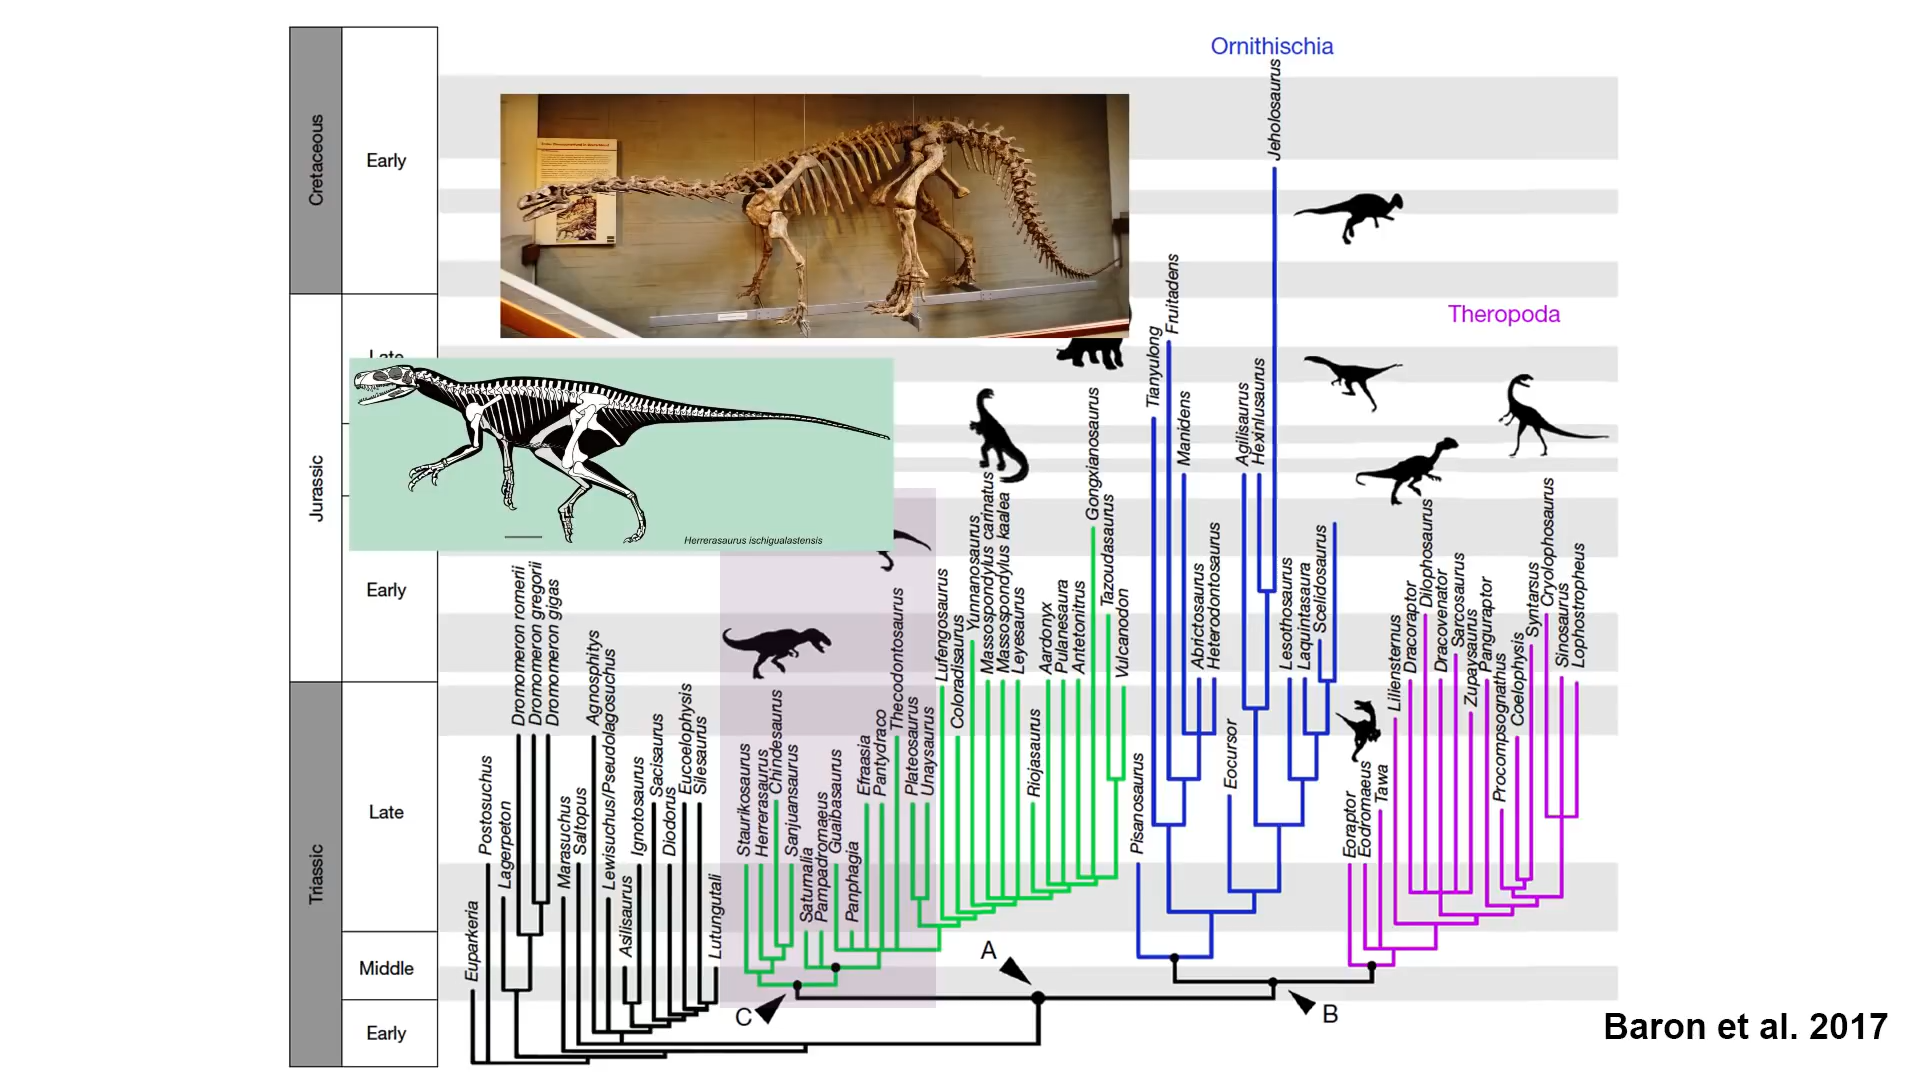 Ornithischia
Cretaceous
Early
Jeholosaurus
Theropoda
Jurassic
Late
Early
Herrerasaurus ischigualastensis
Triassic
Late
Middle
Early
Euparkeria
Postosuchus
Lagerpeton
Dromomeron romerii
Dromomeron gregorii
Dromomeron gigas
Marasuchus
Saltopus
Agnosphitys
Lewisuchus/Pseudolagosuchus
Asilisaurus
Ignotosaurus
Sacisaurus
Diodorus
Eucoelophysis
Silesaurus
Lutungutali
Staurikosaurus
Herrerasaurus
Chindesaurus
Sanjuansaurus
Saturnalia
Pampadromaeus
Guaibasaurus
Panphagia
Efraasia
Pantydraco
Thecodontosaurus
Plateosaurus
Unaysaurus
Lufengosaurus
Coloradisaurus
Yunnanosaurus
Massospondylus carinatus
Massospondylus kaalea
Leyesaurus
Riojasaurus
Aardonyx
Pulanesaura
Antetonitrus
Gongxianosaurus
Tazoudasaurus
Vulcanodon
Pisanosaurus
Tianyulong
Fruitadens
Manidens
Abrictosaurus
Heterodontosaurus
Eocursor
Agilisaurus
Hexinlusaurus
Lesothosaurus
Laquintasaura
Scelidosaurus
Eoraptor
Eodromaeus
Tawa
Liliensternus
Dracoraptor
Dilophosaurus
Dracovenator
Sarcosaurus
Zupaysaurus
Panguraptor
Procompsognathus
Coelophysis
Syntarsus
Cryolophosaurus
Sinosaurus
Lophostropheus
A
B
C
Baron et al. 2017